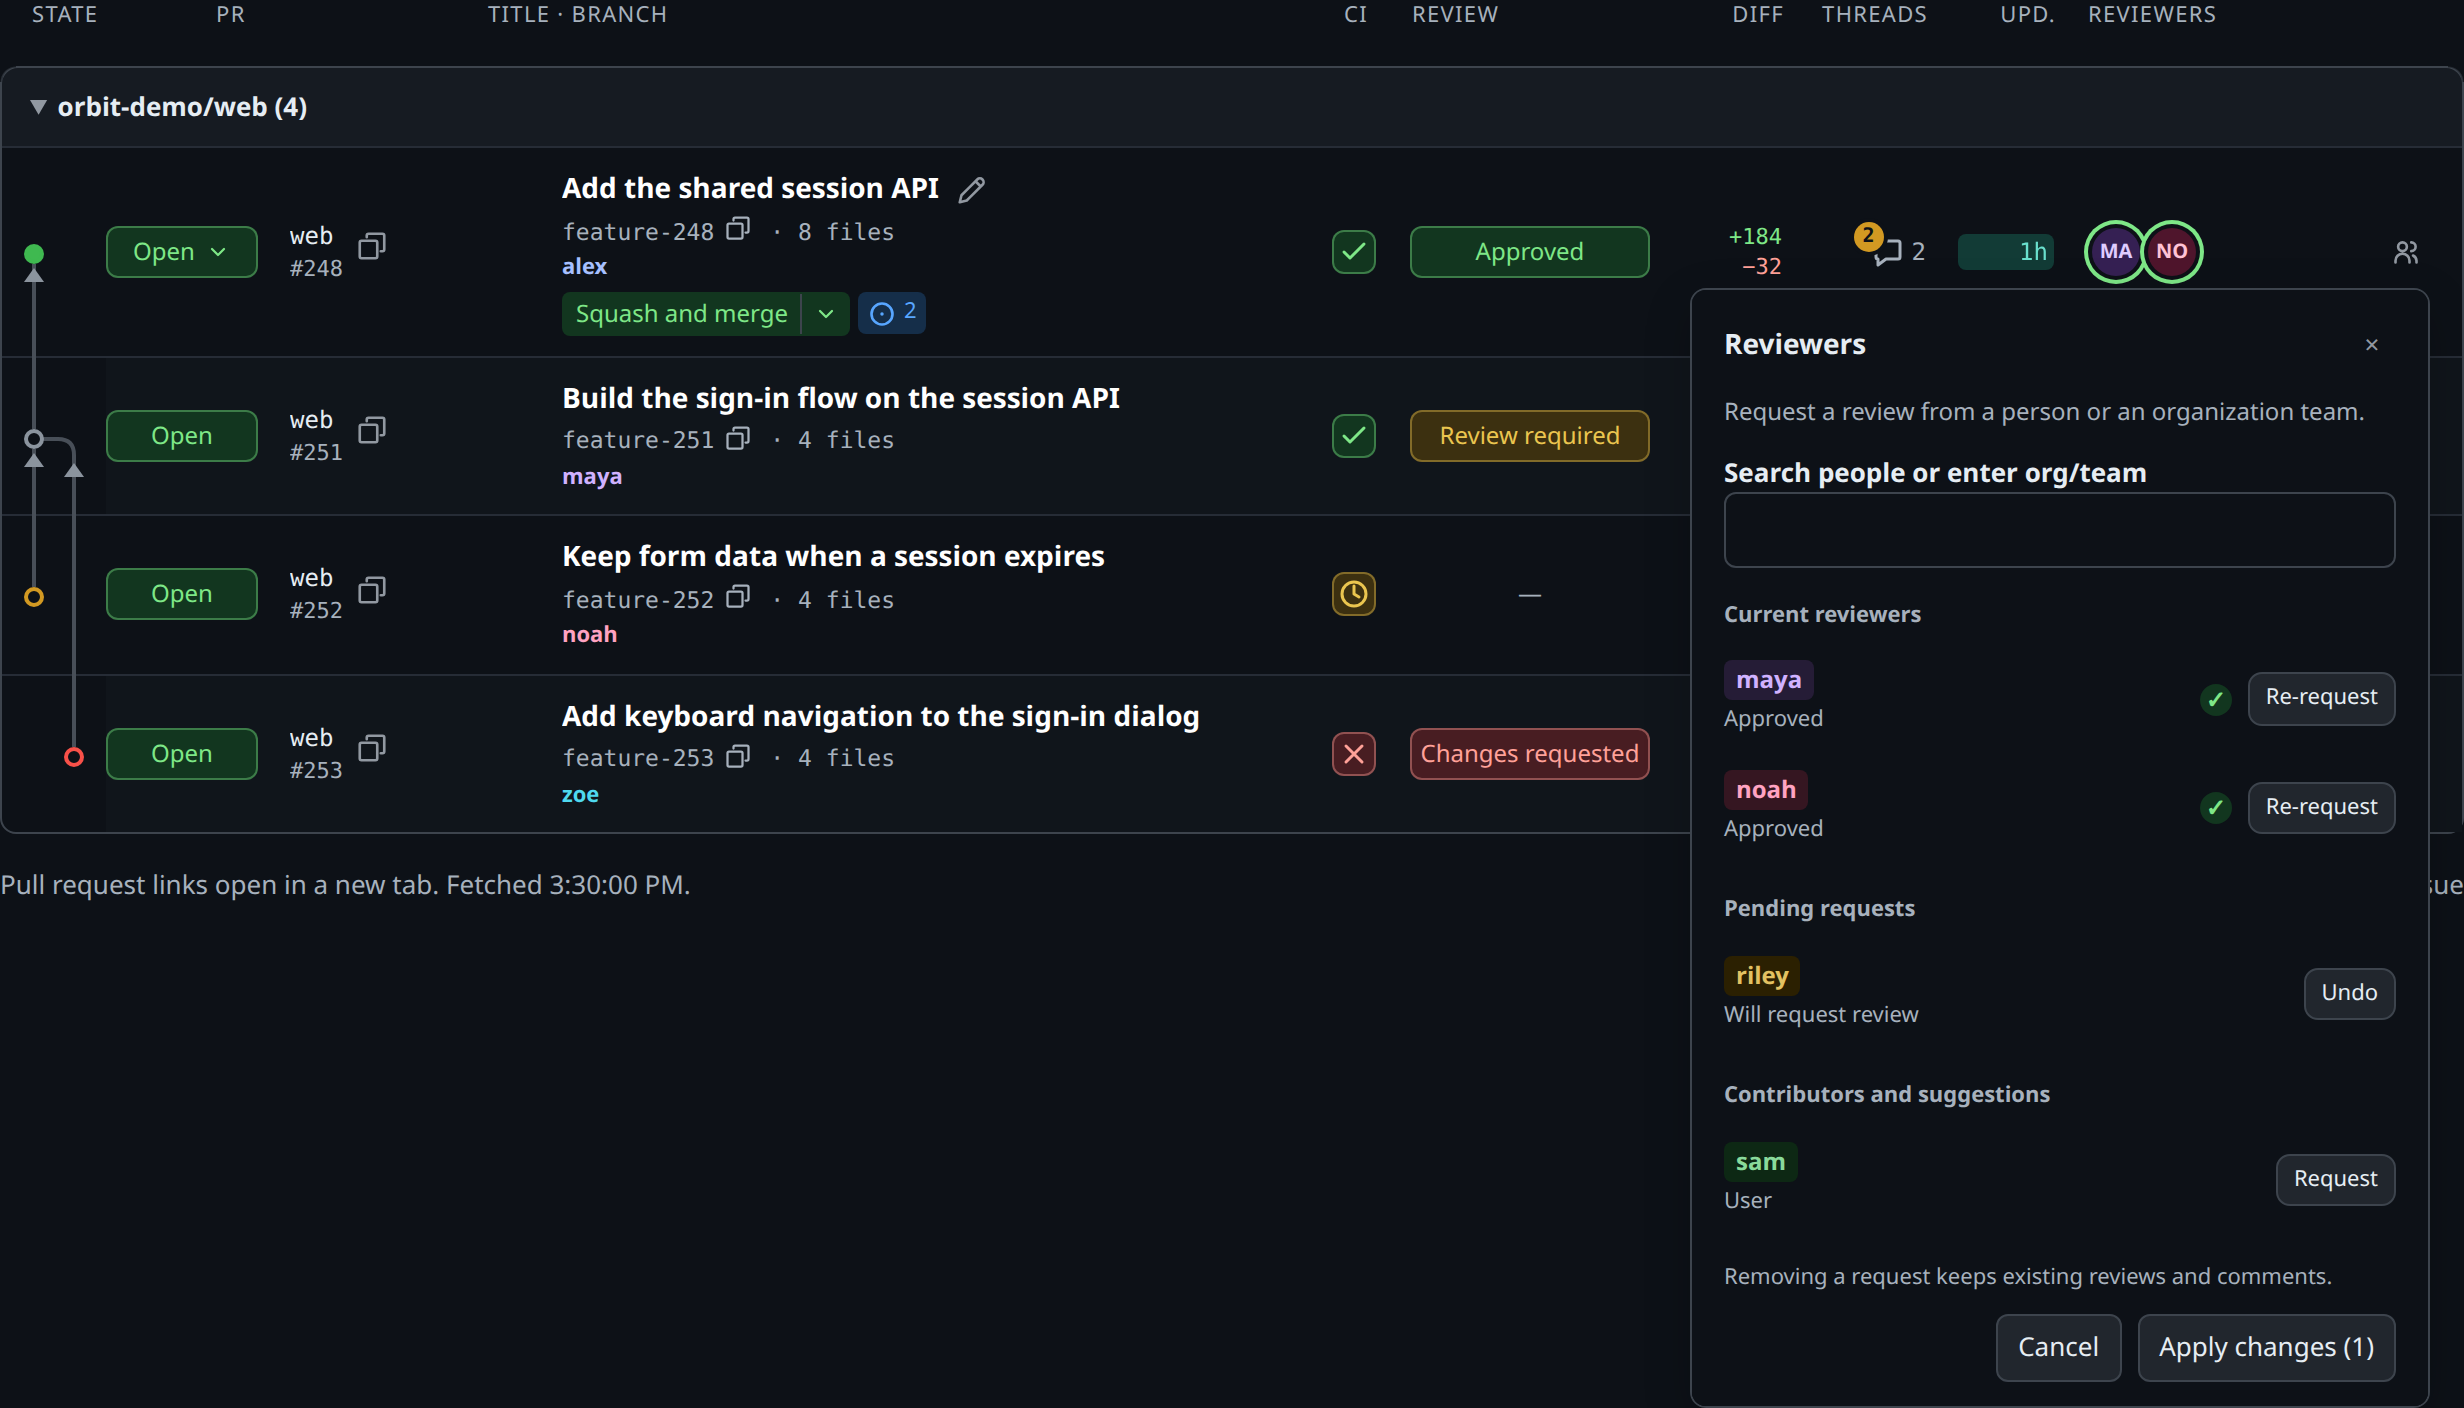 STATE PR TITLE · BRANCH CI REVIEW DIFF THREADS UPD. REVIEWERS
orbit-demo/web (4)
Add the shared session API
Open web #248
feature-248 · 8 files
alex
Squash and merge 2
Approved
+184
−32
2 2
1h
MA NO
Build the sign-in flow on the session API
Open web #251
feature-251 · 4 files
maya
Review required
Keep form data when a session expires
Open web #252
feature-252 · 4 files
noah
—
Add keyboard navigation to the sign-in dialog
Open web #253
feature-253 · 4 files
zoe
Changes requested
Pull request links open in a new tab. Fetched 3:30:00 PM.
Reviewers ×
Request a review from a person or an organization team.
Search people or enter org/team
Current reviewers
maya
Approved
Re-request
noah
Approved
Re-request
Pending requests
riley
Will request review
Undo
Contributors and suggestions
sam
User
Request
Removing a request keeps existing reviews and comments.
Cancel Apply changes (1)